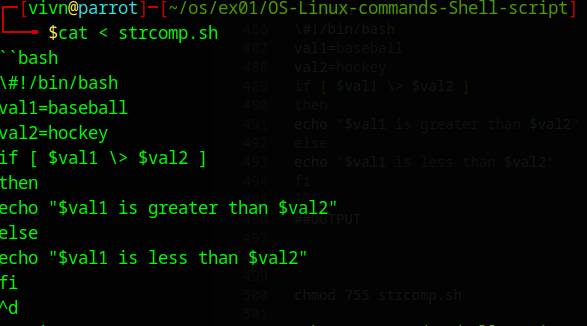 [vivn@parrot]─[~/os/ex01/OS-Linux-commands-Shell-script]
$cat < strcomp.sh
``bash
\#!/bin/bash
val1=baseball
val2=hockey
if [ $val1 \> $val2 ]
then
echo "$val1 is greater than $val2"
else
echo "$val1 is less than $val2"
fi
^d
486 \#!/bin/bash
487 val1=baseball
488 val2=hockey
489 if [ $val1 \> $val2 ]
490 then
491 echo "$val1 is greater than $val2"
492 else
493 echo "$val1 is less than $val2"
494 fi
##OUTPUT
497
499
500 chmod 755 strcomp.sh
501